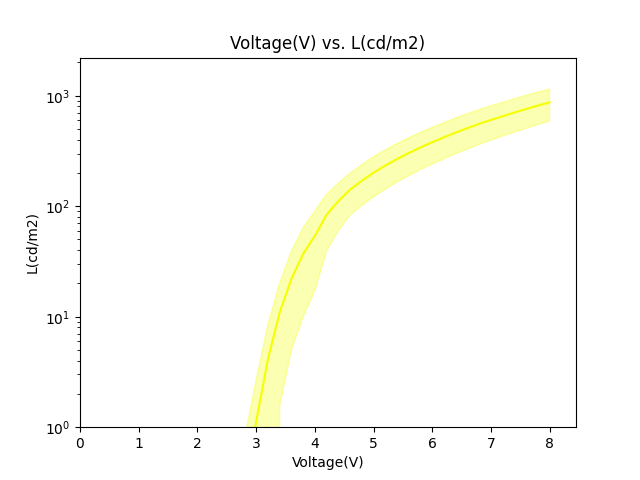 Voltage(V) vs. L(cd/m2)
L(cd/m2)
10³
10²
10¹
10⁰
0 1 2 3 4 5 6 7 8
Voltage(V)